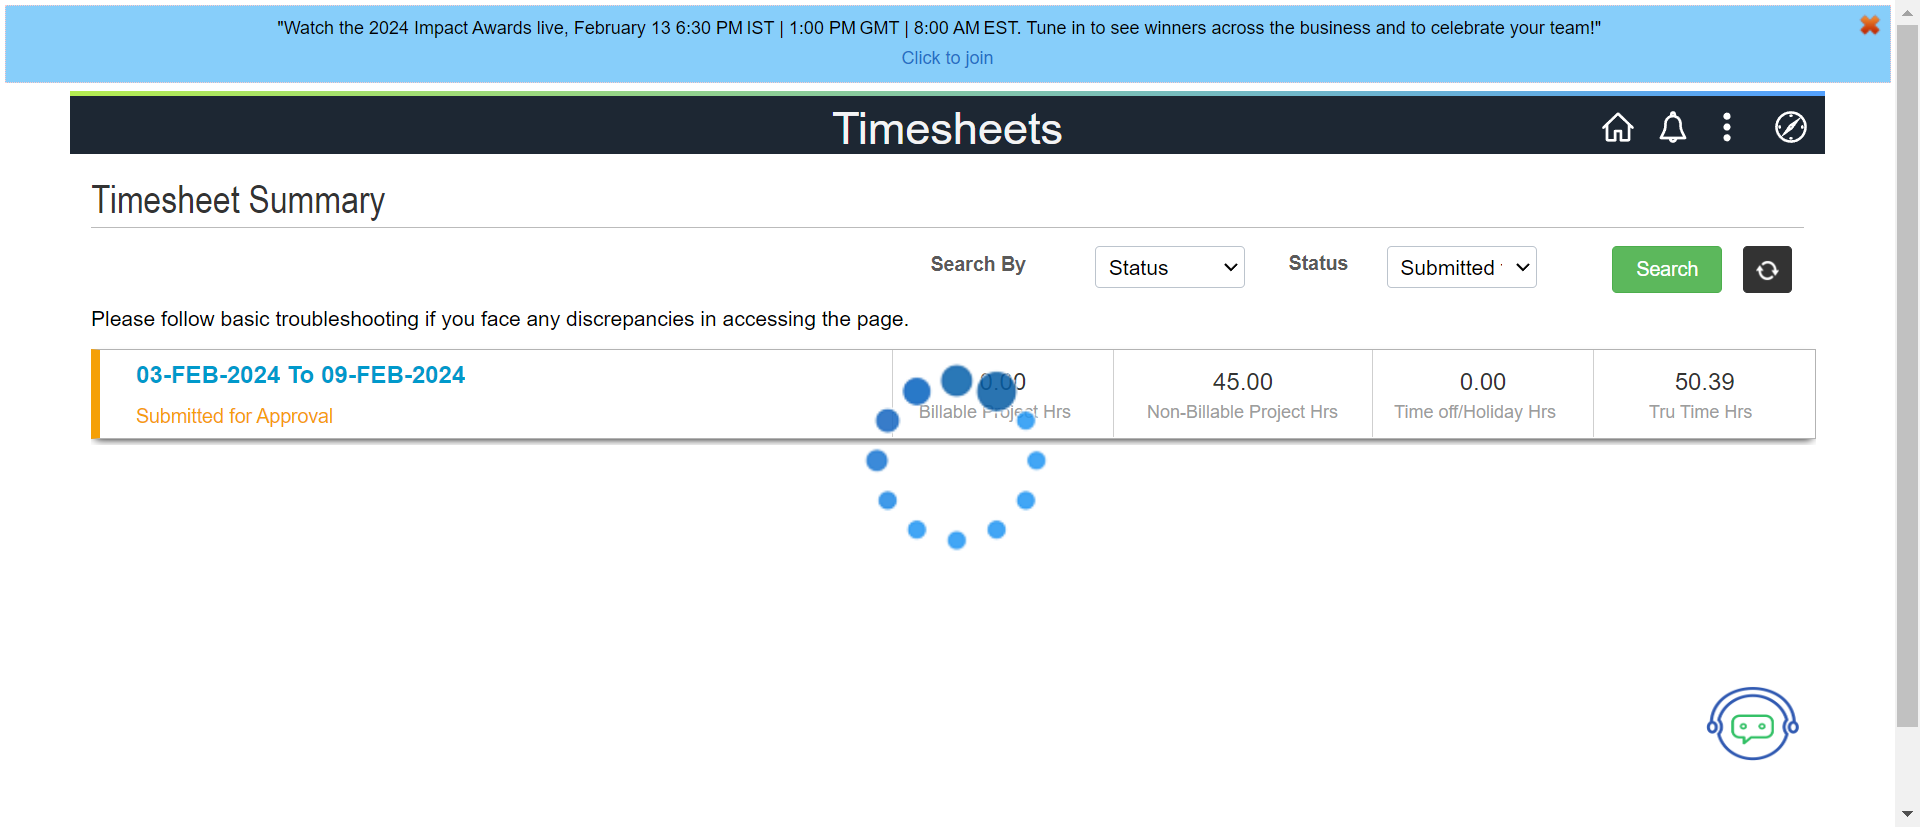 "Watch the 2024 Impact Awards live, February 13 6:30 PM IST | 1:00 PM GMT | 8:00 AM EST. Tune in to see winners across the business and to celebrate your team!"
Click to join
Timesheets
Timesheet Summary
Search By
Status
Status
Submitted
Search
Please follow basic troubleshooting if you face any discrepancies in accessing the page.
03-FEB-2024 To 09-FEB-2024
Submitted for Approval
0.00
Billable Project Hrs
45.00
Non-Billable Project Hrs
0.00
Time off/Holiday Hrs
50.39
Tru Time Hrs